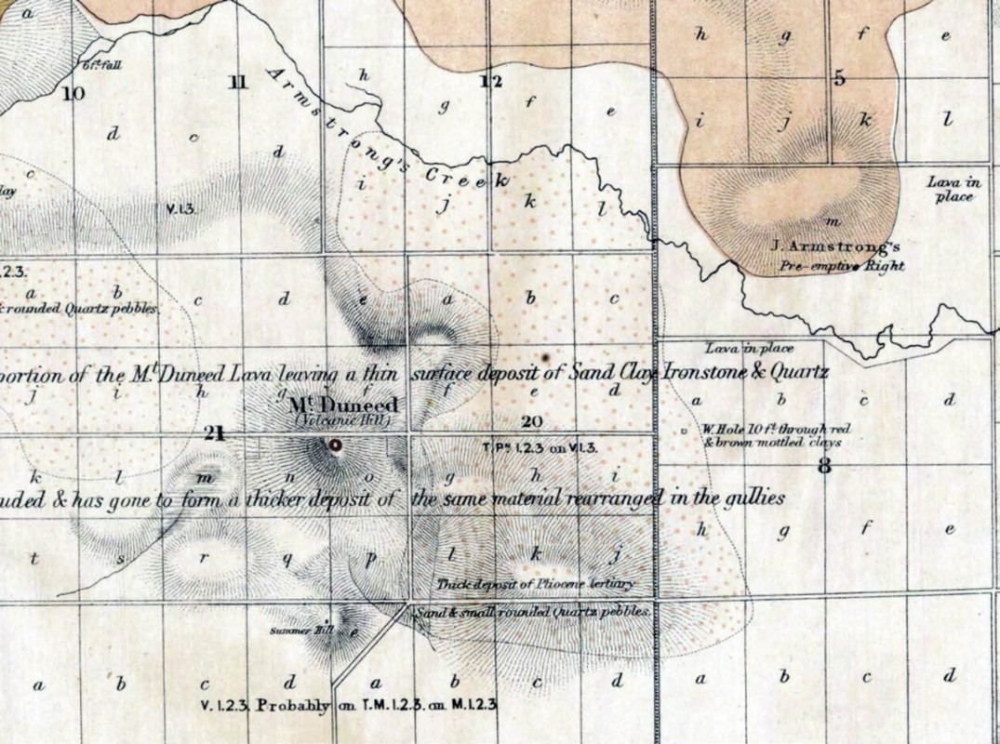 a
h g f e
6 ft. fall
h
10
11
12
5
Armstrong's Creek
g f e
i j k l
d c d
c
lay
V.1.3.
i j k l
Lava in place
m
J. Armstrong's
Pre-emptive Right
.2.3.
a b c d e a b c
rounded Quartz pebbles.
Lava in place
portion of the Mt. Duneed Lava leaving a thin surface deposit of Sand Clay Ironstone & Quartz
j i h g f f e d a b c d
Mt. Duneed
(Volcanic Hill)
21
20
W. Hole 10 ft. through red
& brown mottled clays
T.Ps. 1.2.3 on V.1.3.
8
k l m n o g h i
uded & has gone to form a thicker deposit of the same material rearranged in the gullies
h g f e
t s r q p l k j
Thick deposit of Pliocene tertiary
Sand & small rounded Quartz pebbles.
Summer Hill
e
a b c d a b c d a b c d
V. 1.2.3. Probably on T.M. 1.2.3. on M.1.2.3